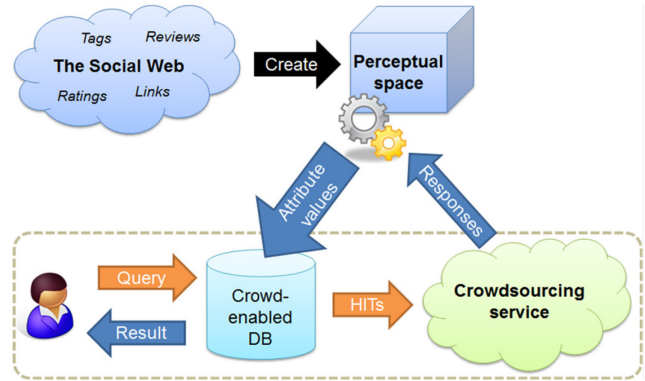 Tags
Reviews
The Social Web
Ratings
Links
Create
Perceptual
space
Attribute
values
Responses
Query
Result
Crowd-
enabled
DB
HITs
Crowdsourcing
service